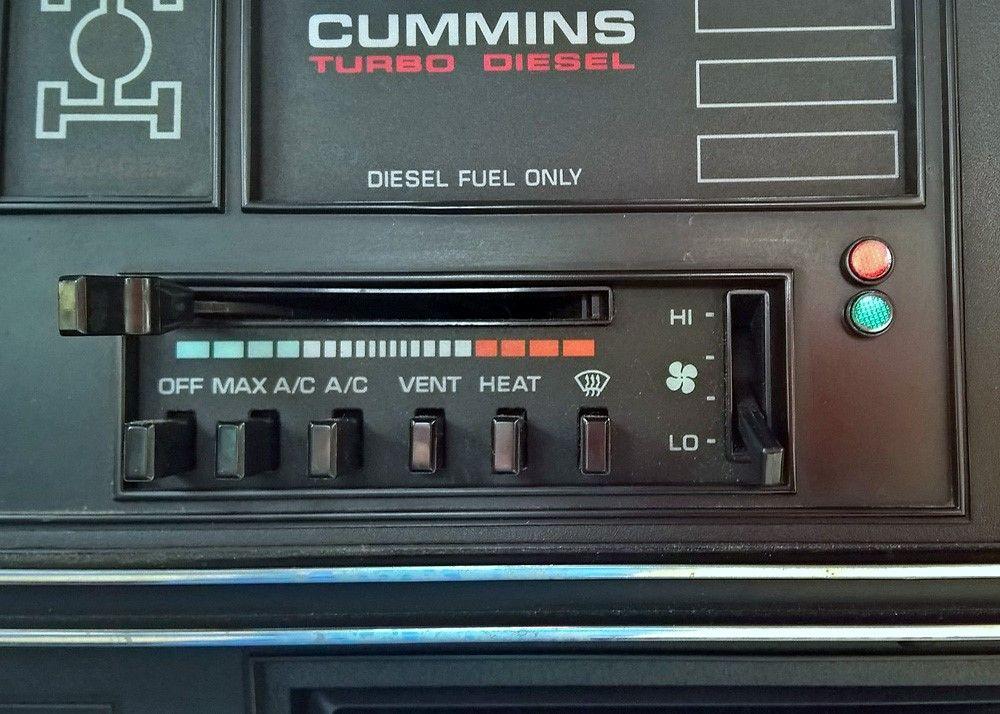 CUMMINS
TURBO DIESEL
DIESEL FUEL ONLY
HI
OFF MAX A/C A/C VENT HEAT
LO